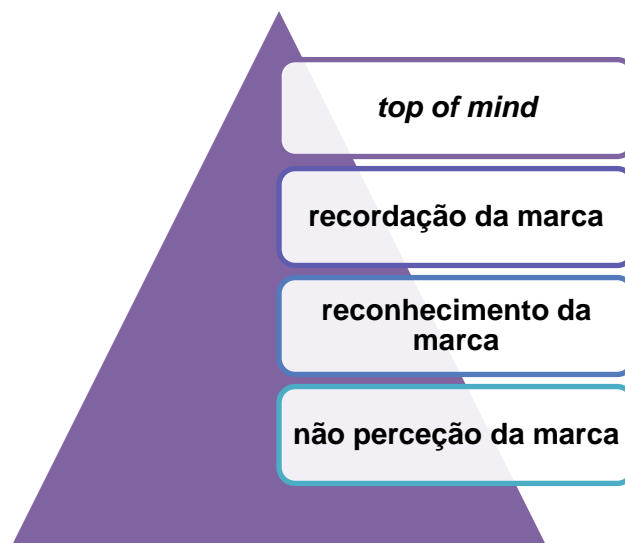 top of mind
recordação da marca
reconhecimento da
marca
não perceção da marca